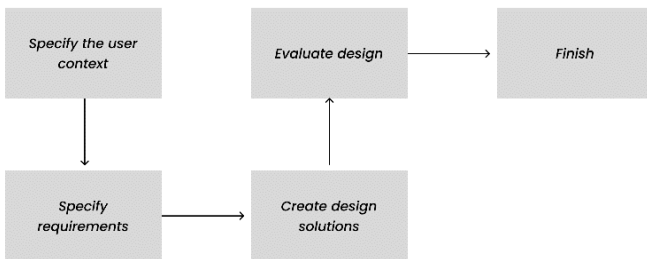 Specify the user
context
Specify
requirements
Create design
solutions
Evaluate design
Finish